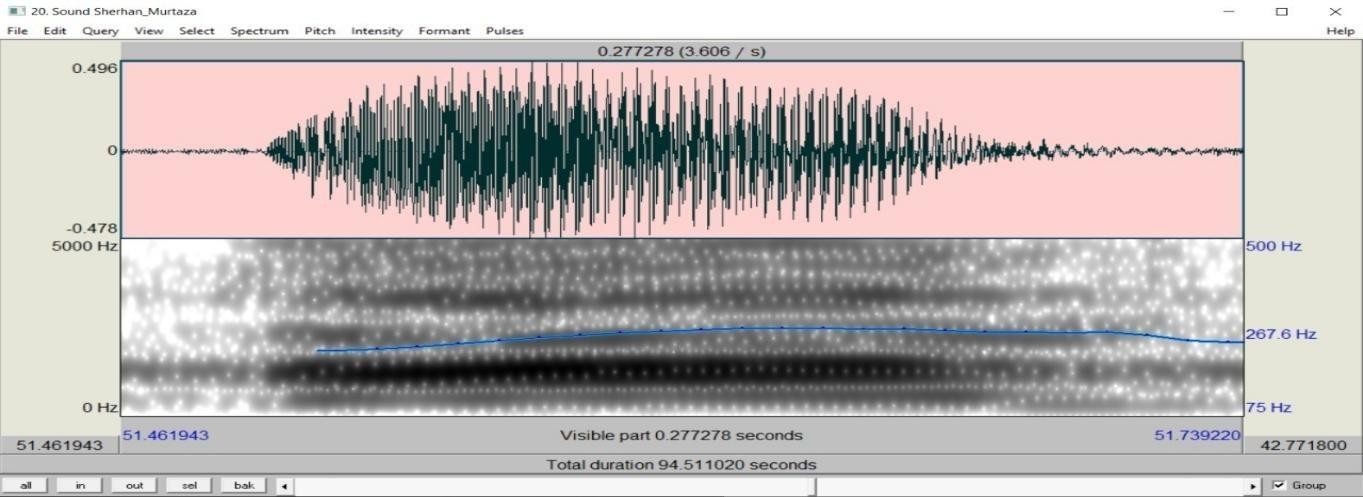 20. Sound Sherhan_Murtaza
File Edit Query View Select Spectrum Pitch Intensity Formant Pulses Help
0.277278 (3.606 / s)
0.496
0
-0.478
5000 Hz 500 Hz
267.6 Hz
0 Hz 75 Hz
51.461943 51.461943 Visible part 0.277278 seconds 51.739220 42.771800
Total duration 94.511020 seconds
all in out sel bak Group